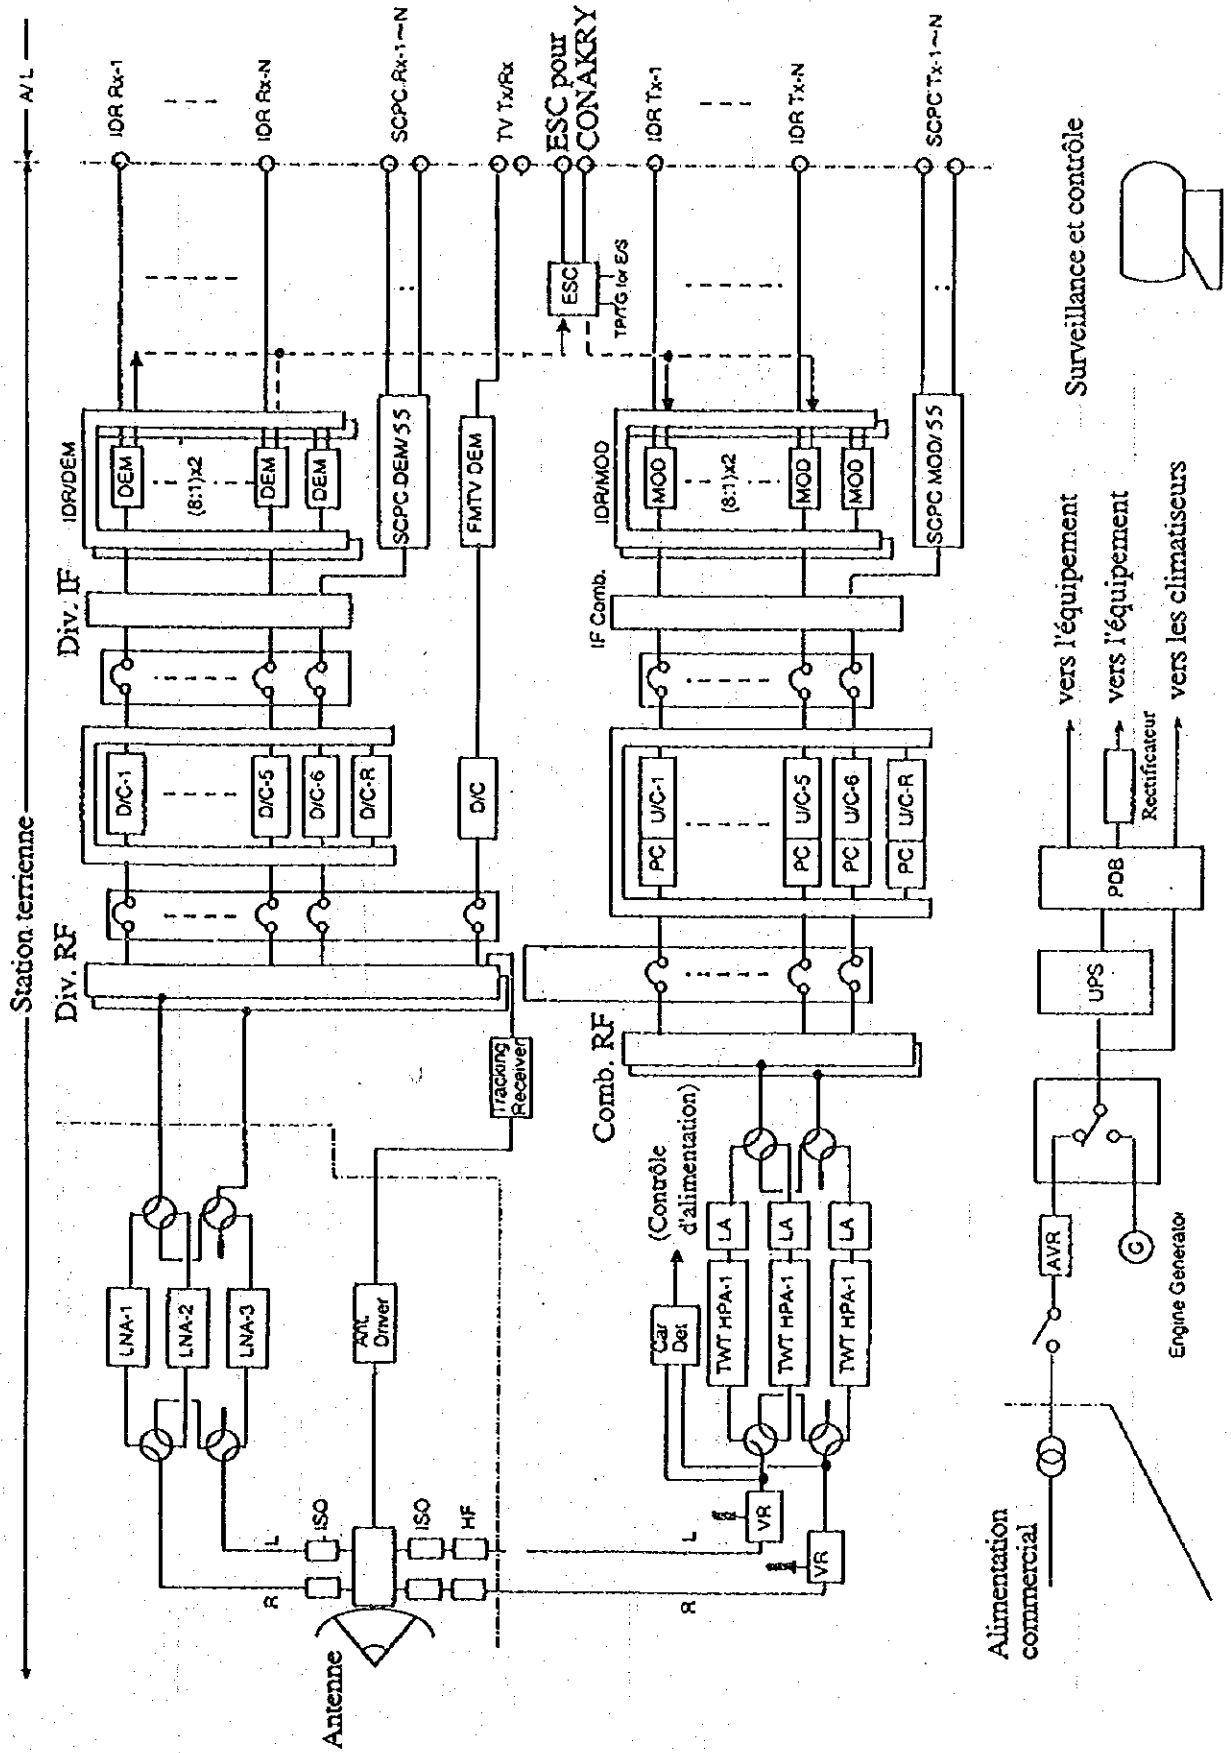 Station terrienne
A/L
Div. RF
Div. IF
IDR/DEM
IDR Rx-1
LNA-1
D/C-1
DEM
(8:1)x2
LNA-2
D/C-5
DEM
IDR Rx-N
LNA-3
D/C-6
DEM
D/C-R
SCPC DEM/55
SCPC Rx-1~N
R
L
ISO
Antenne
Ant.
Driver
Tracking
Receiver
D/C
FMTV DEM
TV Tx/Rx
ISO
HF
ESC
ESC pour
CONAKRY
TP/TG for E/S
Comb. RF
IF Comb.
IDR/MOD
(Contrôle
d'alimentation)
Car
Det
R
L
VR
VR
TWT HPA-1
LA
PC
U/C-1
MOD
IDR Tx-1
(8:1)x2
TWT HPA-1
LA
PC
U/C-5
MOD
IDR Tx-N
TWT HPA-1
LA
PC
U/C-6
MOD
PC
U/C-R
SCPC MOD/55
SCPC Tx-1~N
Alimentation
commercial
AVR
G
Engine Generator
UPS
PDB
Rectificateur
vers l'équipement
vers l'équipement
vers les climatiseurs
Surveillance et contrôle